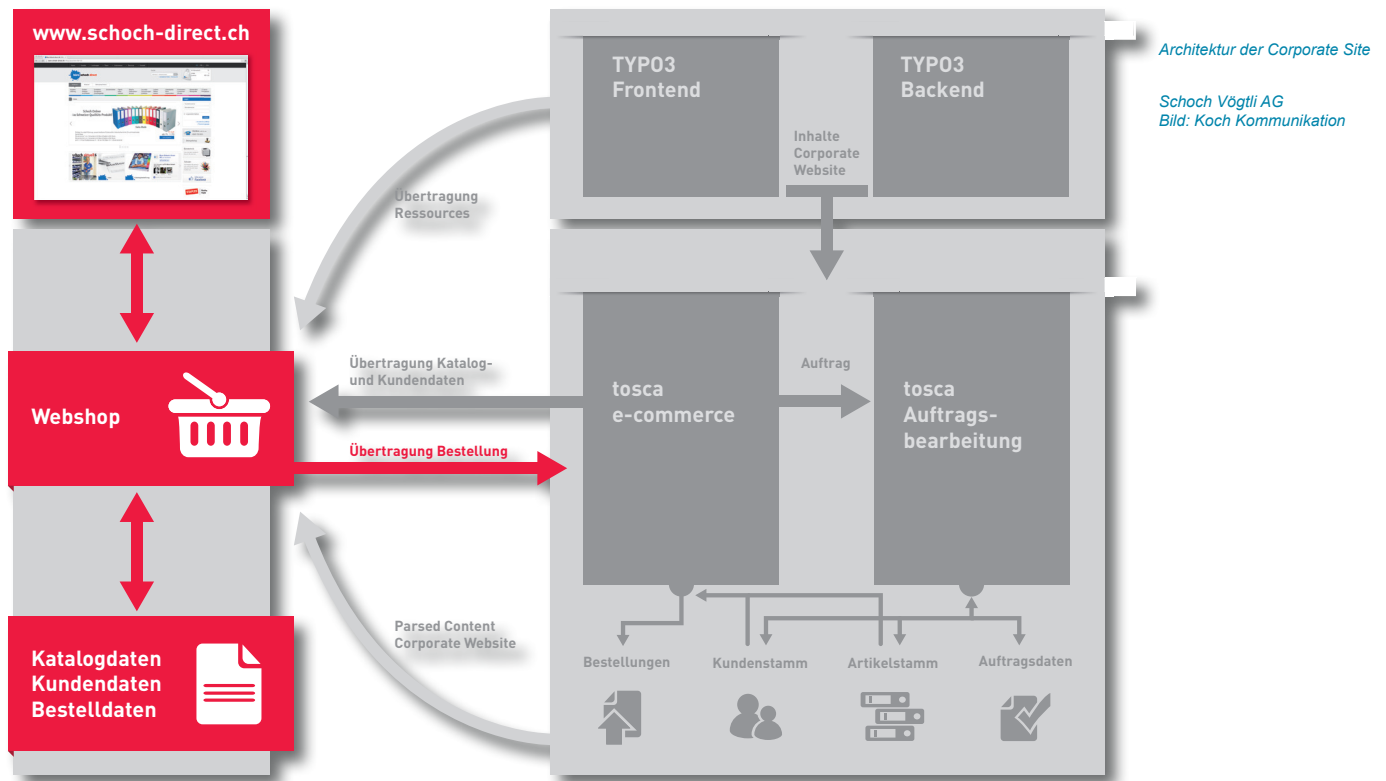 www.schoch-direct.ch
TYPO3
Frontend
TYPO3
Backend
Inhalte
Corporate
Website
Architektur der Corporate Site
Schoch Vögtli AG
Bild: Koch Kommunikation
Übertragung
Ressources
Webshop
Übertragung Katalog-
und Kundendaten
Übertragung Bestellung
tosca
e-commerce
Auftrag
tosca
Auftrags-
bearbeitung
Parsed Content
Corporate Website
Katalogdaten
Kundendaten
Bestelldaten
Bestellungen
Kundenstamm
Artikelstamm
Auftragsdaten